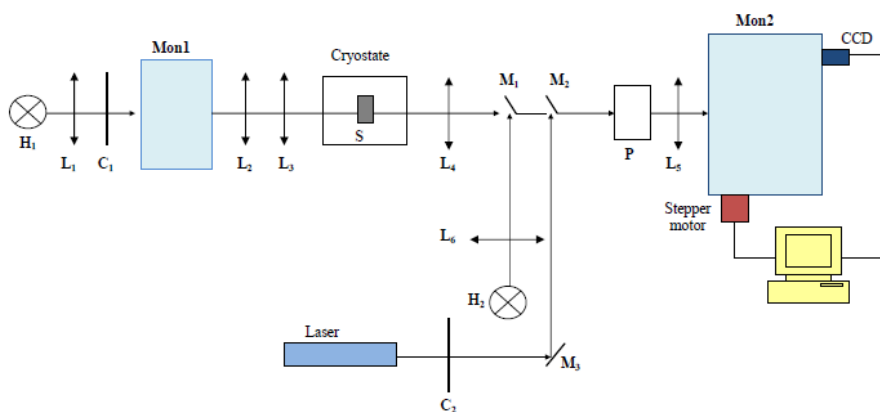 Mon1
Mon2
CCD
Cryostate
M₁
M₂
H₁
L₁
C₁
L₂
L₃
S
L₄
P
L₅
Stepper
motor
L₆
H₂
Laser
M₃
C₂